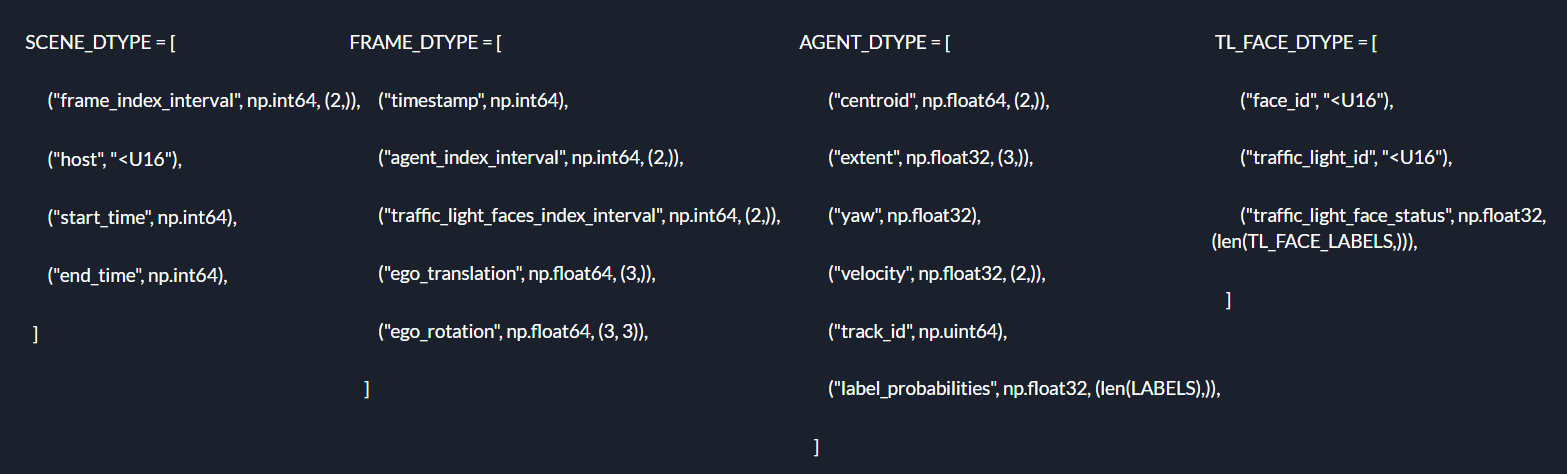 SCENE_DTYPE = [
("frame_index_interval", np.int64, (2,)),
("host", "<U16"),
("start_time", np.int64),
("end_time", np.int64),
]
FRAME_DTYPE = [
("timestamp", np.int64),
("agent_index_interval", np.int64, (2,)),
("traffic_light_faces_index_interval", np.int64, (2,)),
("ego_translation", np.float64, (3,)),
("ego_rotation", np.float64, (3, 3)),
]
AGENT_DTYPE = [
("centroid", np.float64, (2,)),
("extent", np.float32, (3,)),
("yaw", np.float32),
("velocity", np.float32, (2,)),
("track_id", np.uint64),
("label_probabilities", np.float32, (len(LABELS),)),
]
TL_FACE_DTYPE = [
("face_id", "<U16"),
("traffic_light_id", "<U16"),
("traffic_light_face_status", np.float32,
(len(TL_FACE_LABELS,))),
]